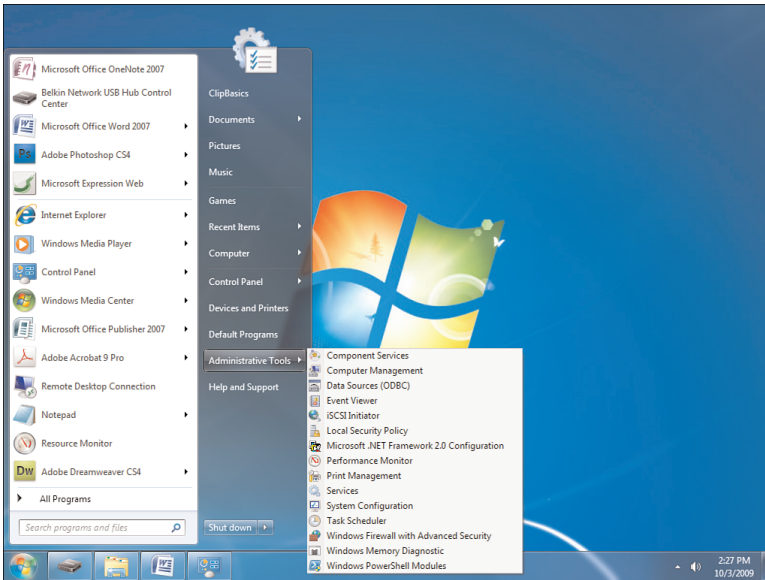 Microsoft Office OneNote 2007
Belkin Network USB Hub Control
Center
W
Microsoft Office Word 2007
Ps
Adobe Photoshop CS4
Microsoft Expression Web
Internet Explorer
Windows Media Player
Control Panel
Windows Media Center
Microsoft Office Publisher 2007
Adobe Acrobat 9 Pro
Remote Desktop Connection
Notepad
Resource Monitor
Dw
Adobe Dreamweaver CS4
All Programs
Search programs and files
ClipBasics
Documents
Pictures
Music
Games
Recent Items
Computer
Control Panel
Devices and Printers
Default Programs
Administrative Tools
Help and Support
Shut down
Component Services
Computer Management
Data Sources (ODBC)
Event Viewer
iSCSI Initiator
Local Security Policy
Microsoft .NET Framework 2.0 Configuration
Performance Monitor
Print Management
Services
System Configuration
Task Scheduler
Windows Firewall with Advanced Security
Windows Memory Diagnostic
Windows PowerShell Modules
W
2:27 PM
10/3/2009